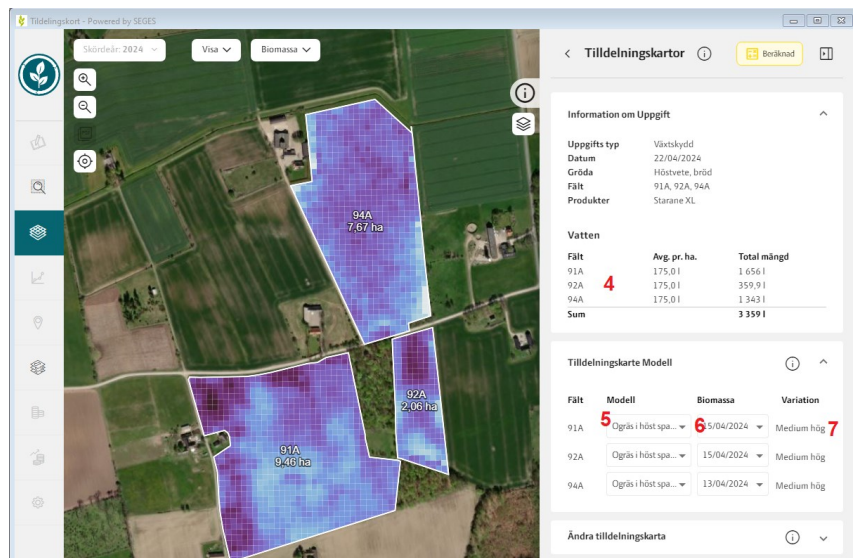 Tildelingskort - Powered by SEGES
Skördeår: 2024
Visa
Biomassa
Tilldelningskartor
Beräknad
Information om Uppgift
Uppgifts typ Växtskydd
Datum 22/04/2024
Gröda Höstvete, bröd
Fält 91A, 92A, 94A
Produkter Starane XL
Vatten
Fält Avg. pr. ha. Total mängd
91A 175,0 l 1 656 l
92A 175,0 l 359,9 l
94A 175,0 l 1 343 l
Sum 3 359 l
4
Tilldelningskarte Modell
Fält Modell Biomassa Variation
91A 5 Ogräs i höst spa... 6 15/04/2024 Medium hög 7
92A Ogräs i höst spa... 15/04/2024 Medium hög
94A Ogräs i höst spa... 13/04/2024 Medium hög
Ändra tilldelningskarta
94A
7,67 ha
92A
2,06 ha
91A
9,46 ha